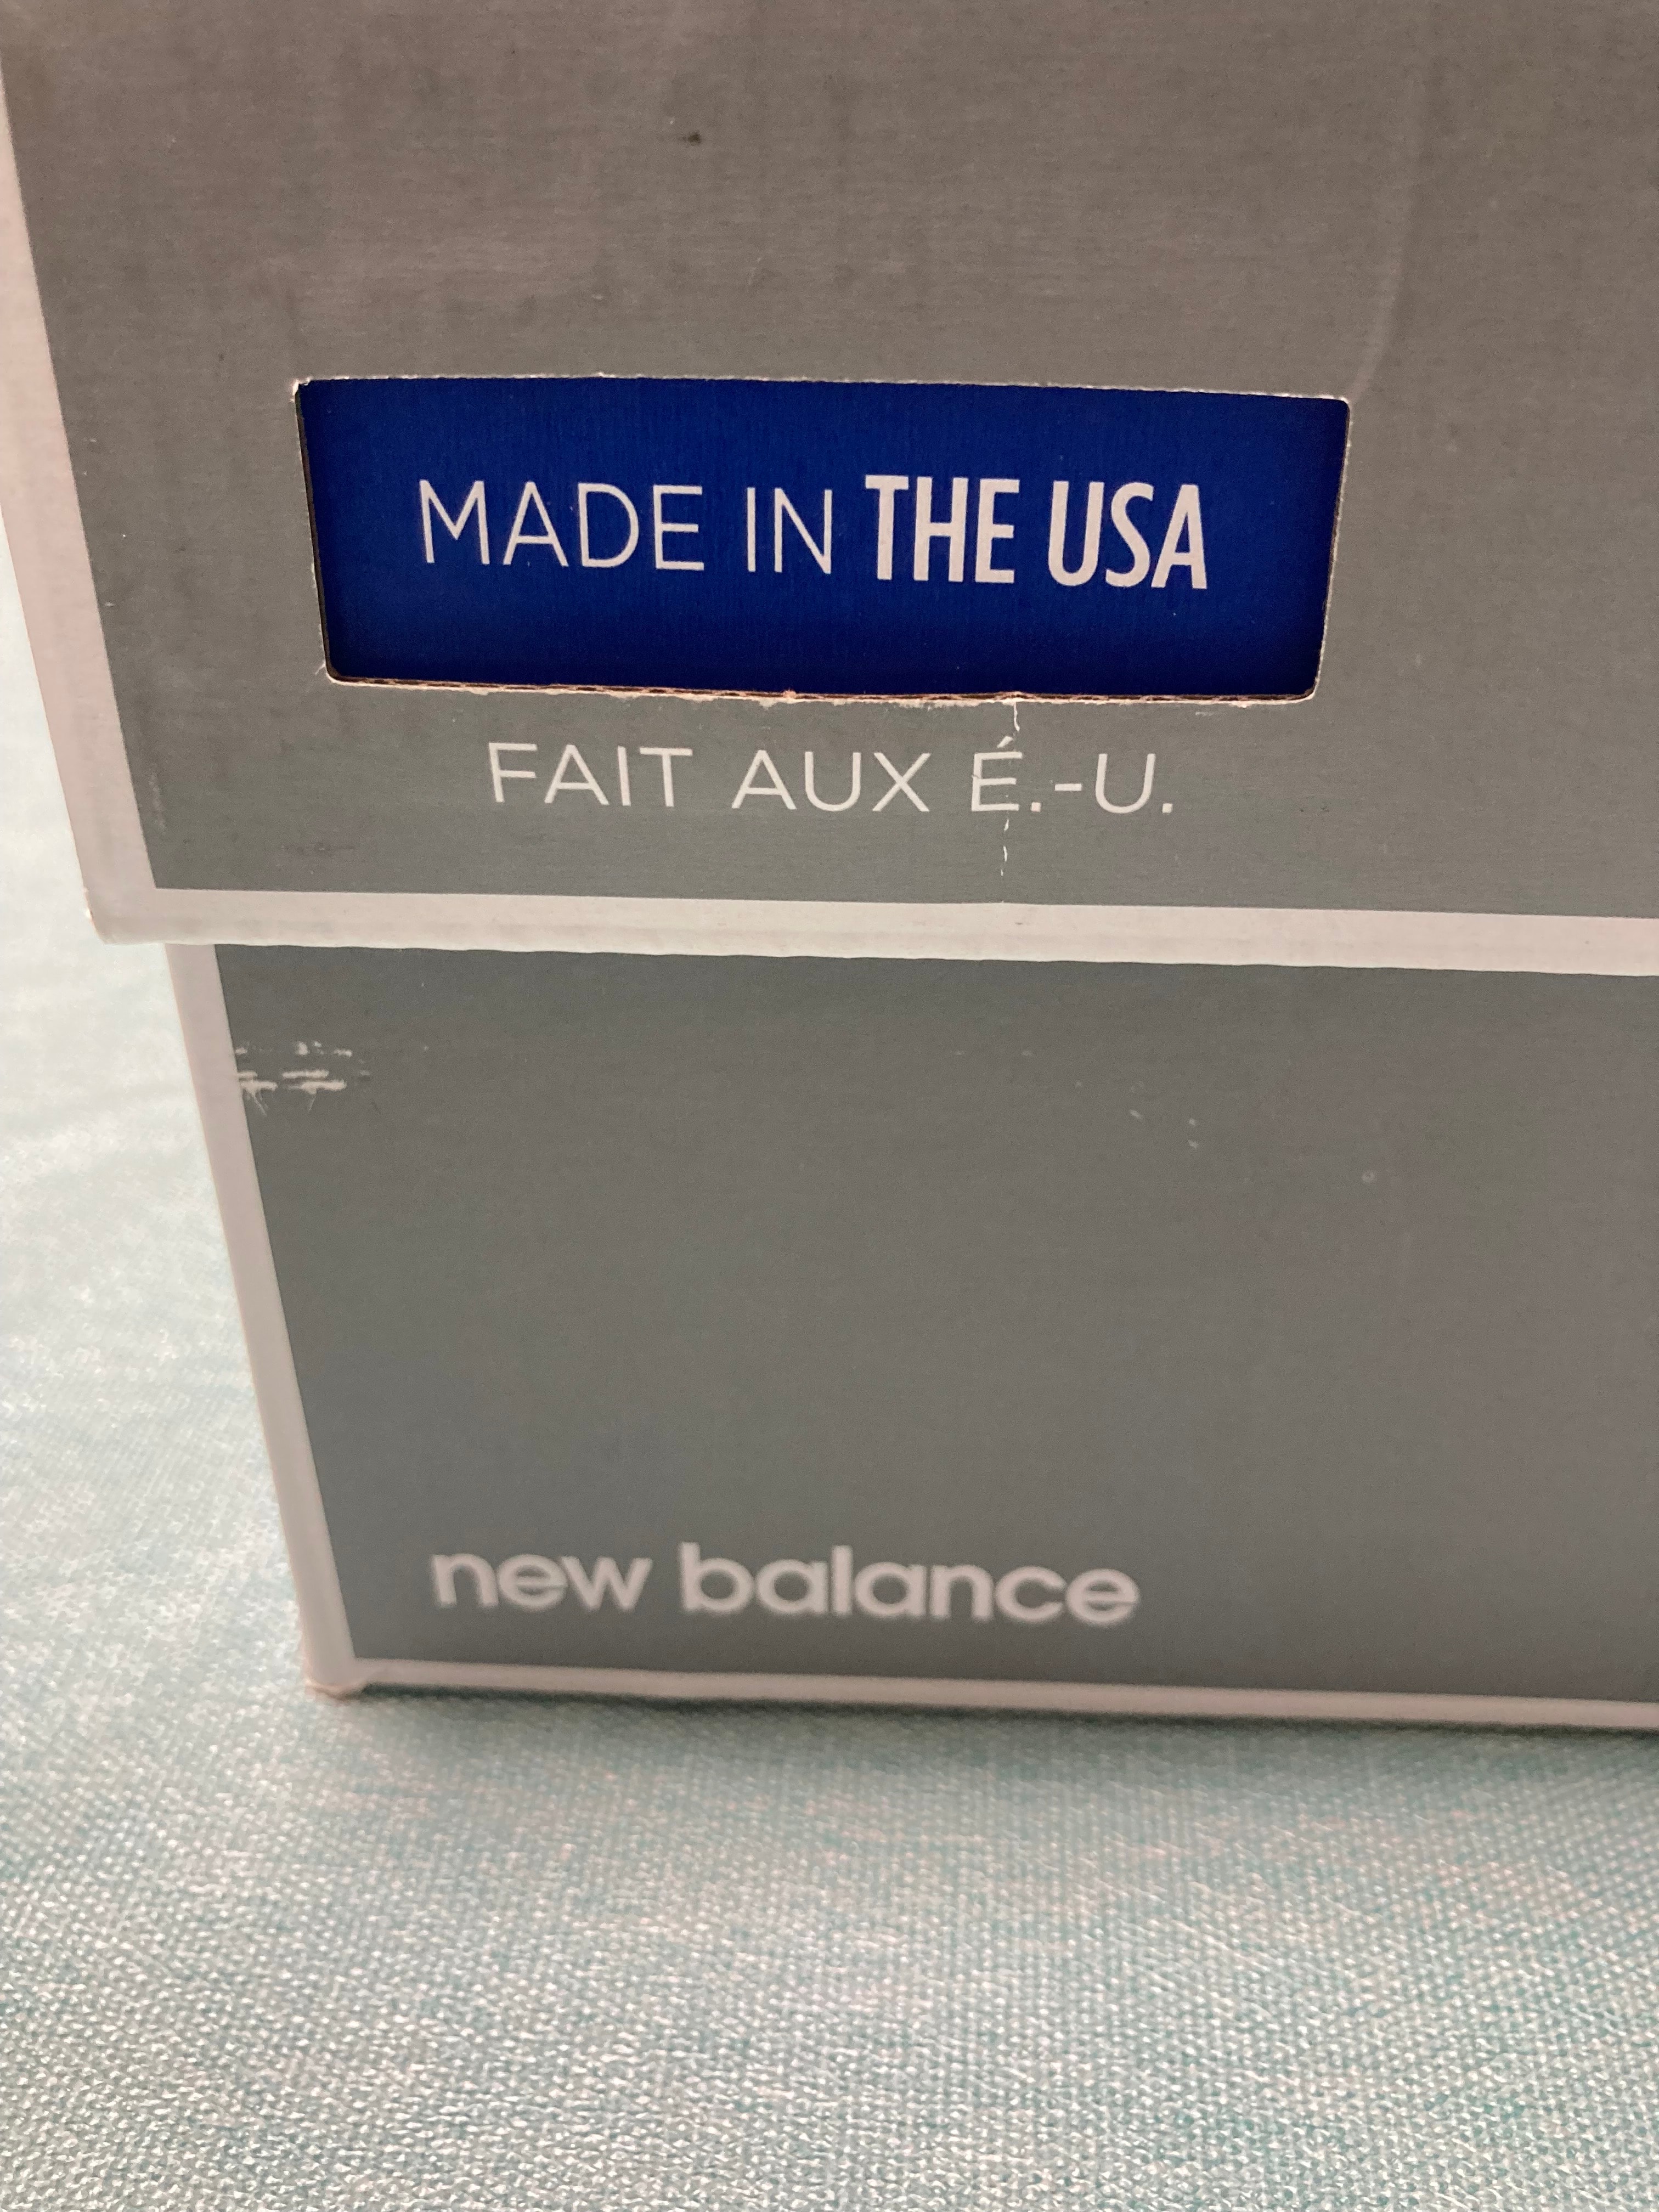 MADE IN THE USA
FAIT AUX É.-U.
new balance